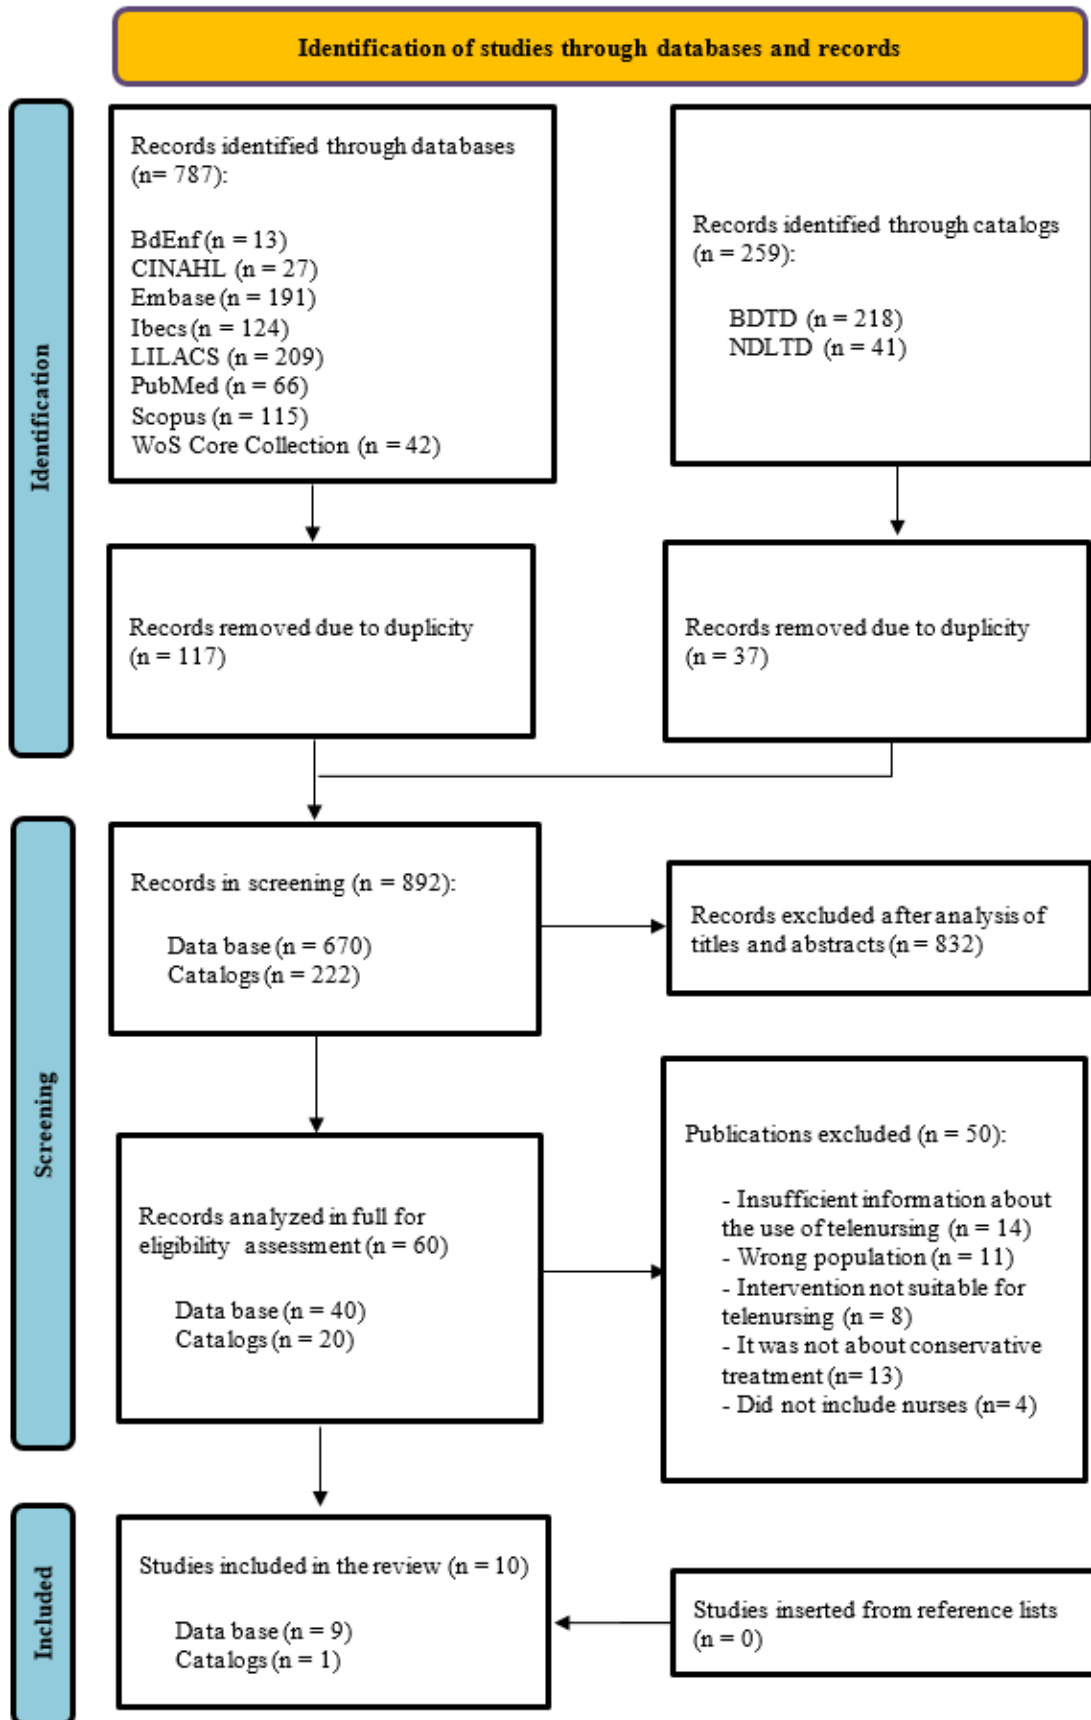 Identification of studies through databases and records
Identification
Records identified through databases
(n= 787):
BdEnf (n = 13)
CINAHL (n = 27)
Embase (n = 191)
Ibecs (n = 124)
LILACS (n = 209)
PubMed (n = 66)
Scopus (n = 115)
WoS Core Collection (n = 42)
Records identified through catalogs
(n = 259):
BDTD (n = 218)
NDLTD (n = 41)
Records removed due to duplicity
(n = 117)
Records removed due to duplicity
(n = 37)
Screening
Records in screening (n = 892):
Data base (n = 670)
Catalogs (n = 222)
Records excluded after analysis of
titles and abstracts (n = 832)
Records analyzed in full for
eligibility assessment (n = 60)
Data base (n = 40)
Catalogs (n = 20)
Publications excluded (n = 50):
- Insufficient information about
the use of telenursing (n = 14)
- Wrong population (n = 11)
- Intervention not suitable for
telenursing (n = 8)
- It was not about conservative
treatment (n= 13)
- Did not include nurses (n= 4)
Included
Studies included in the review (n = 10)
Data base (n = 9)
Catalogs (n = 1)
Studies inserted from reference lists
(n = 0)